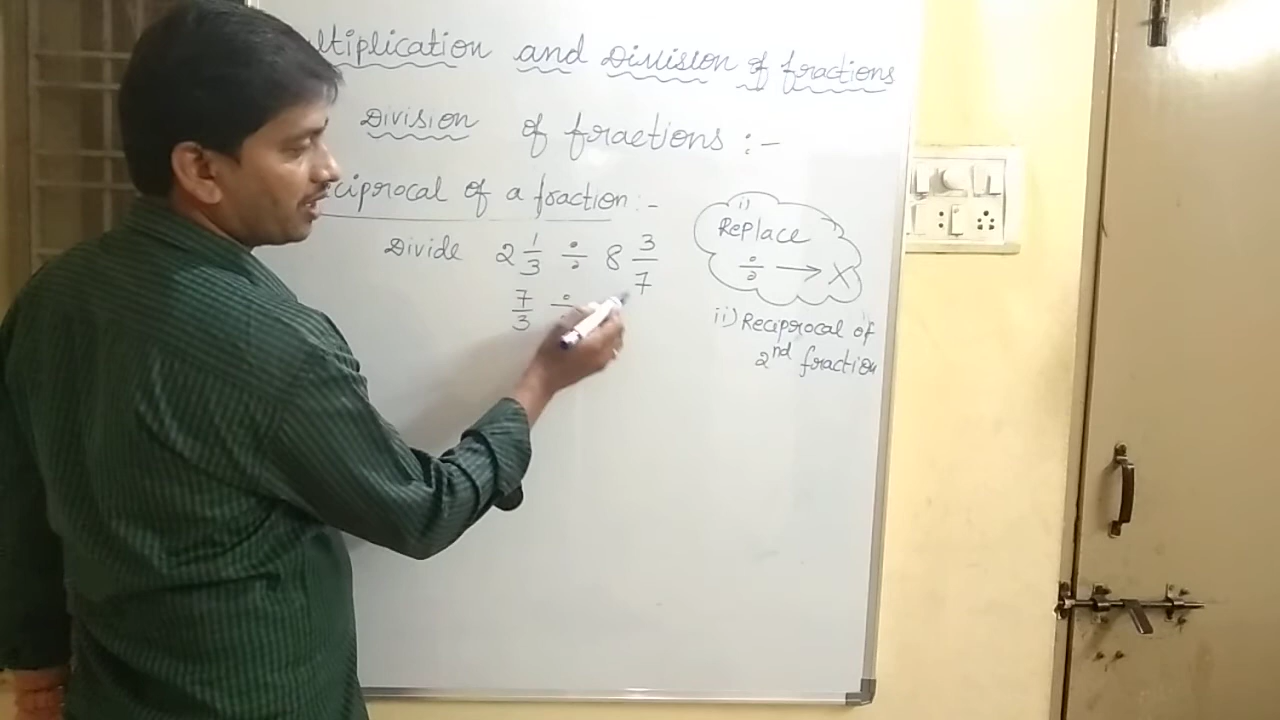 ultiplication and Division of fractions
Division of fractions :-
ciprocal of a fraction :-
Divide 2 1/3 ÷ 8 3/7
7/3 ÷
i)
Replace
÷ → X
ii) Reciprocal of
2nd fraction